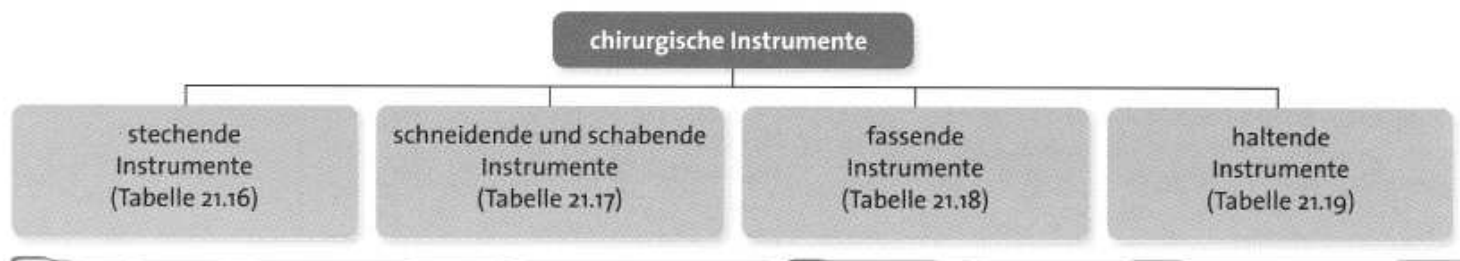 chirurgische Instrumente
stechende
Instrumente
(Tabelle 21.16)
schneidende und schabende
Instrumente
(Tabelle 21.17)
fassende
Instrumente
(Tabelle 21.18)
haltende
Instrumente
(Tabelle 21.19)